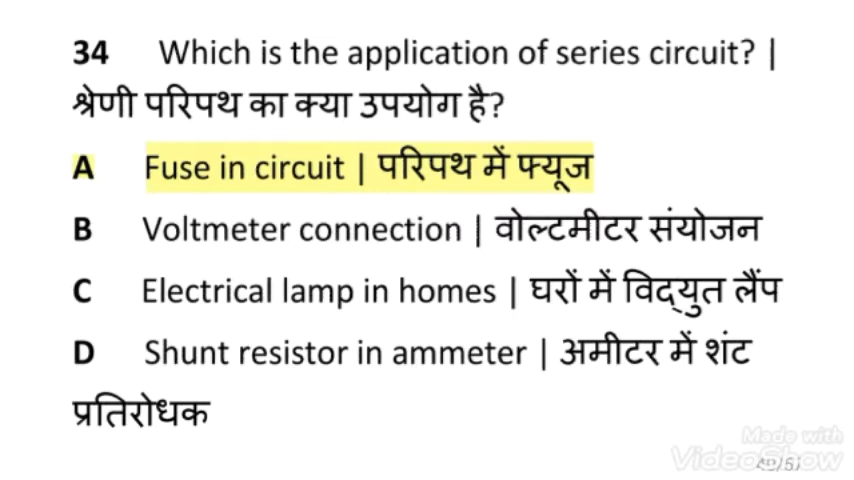 34 Which is the application of series circuit? |
श्रेणी परिपथ का क्या उपयोग है?
A Fuse in circuit | परिपथ में फ्यूज
B Voltmeter connection | वोल्टमीटर संयोजन
C Electrical lamp in homes | घरों में विद्युत लैंप
D Shunt resistor in ammeter | अमीटर में शंट
प्रतिरोधक
Made with
VideoShow